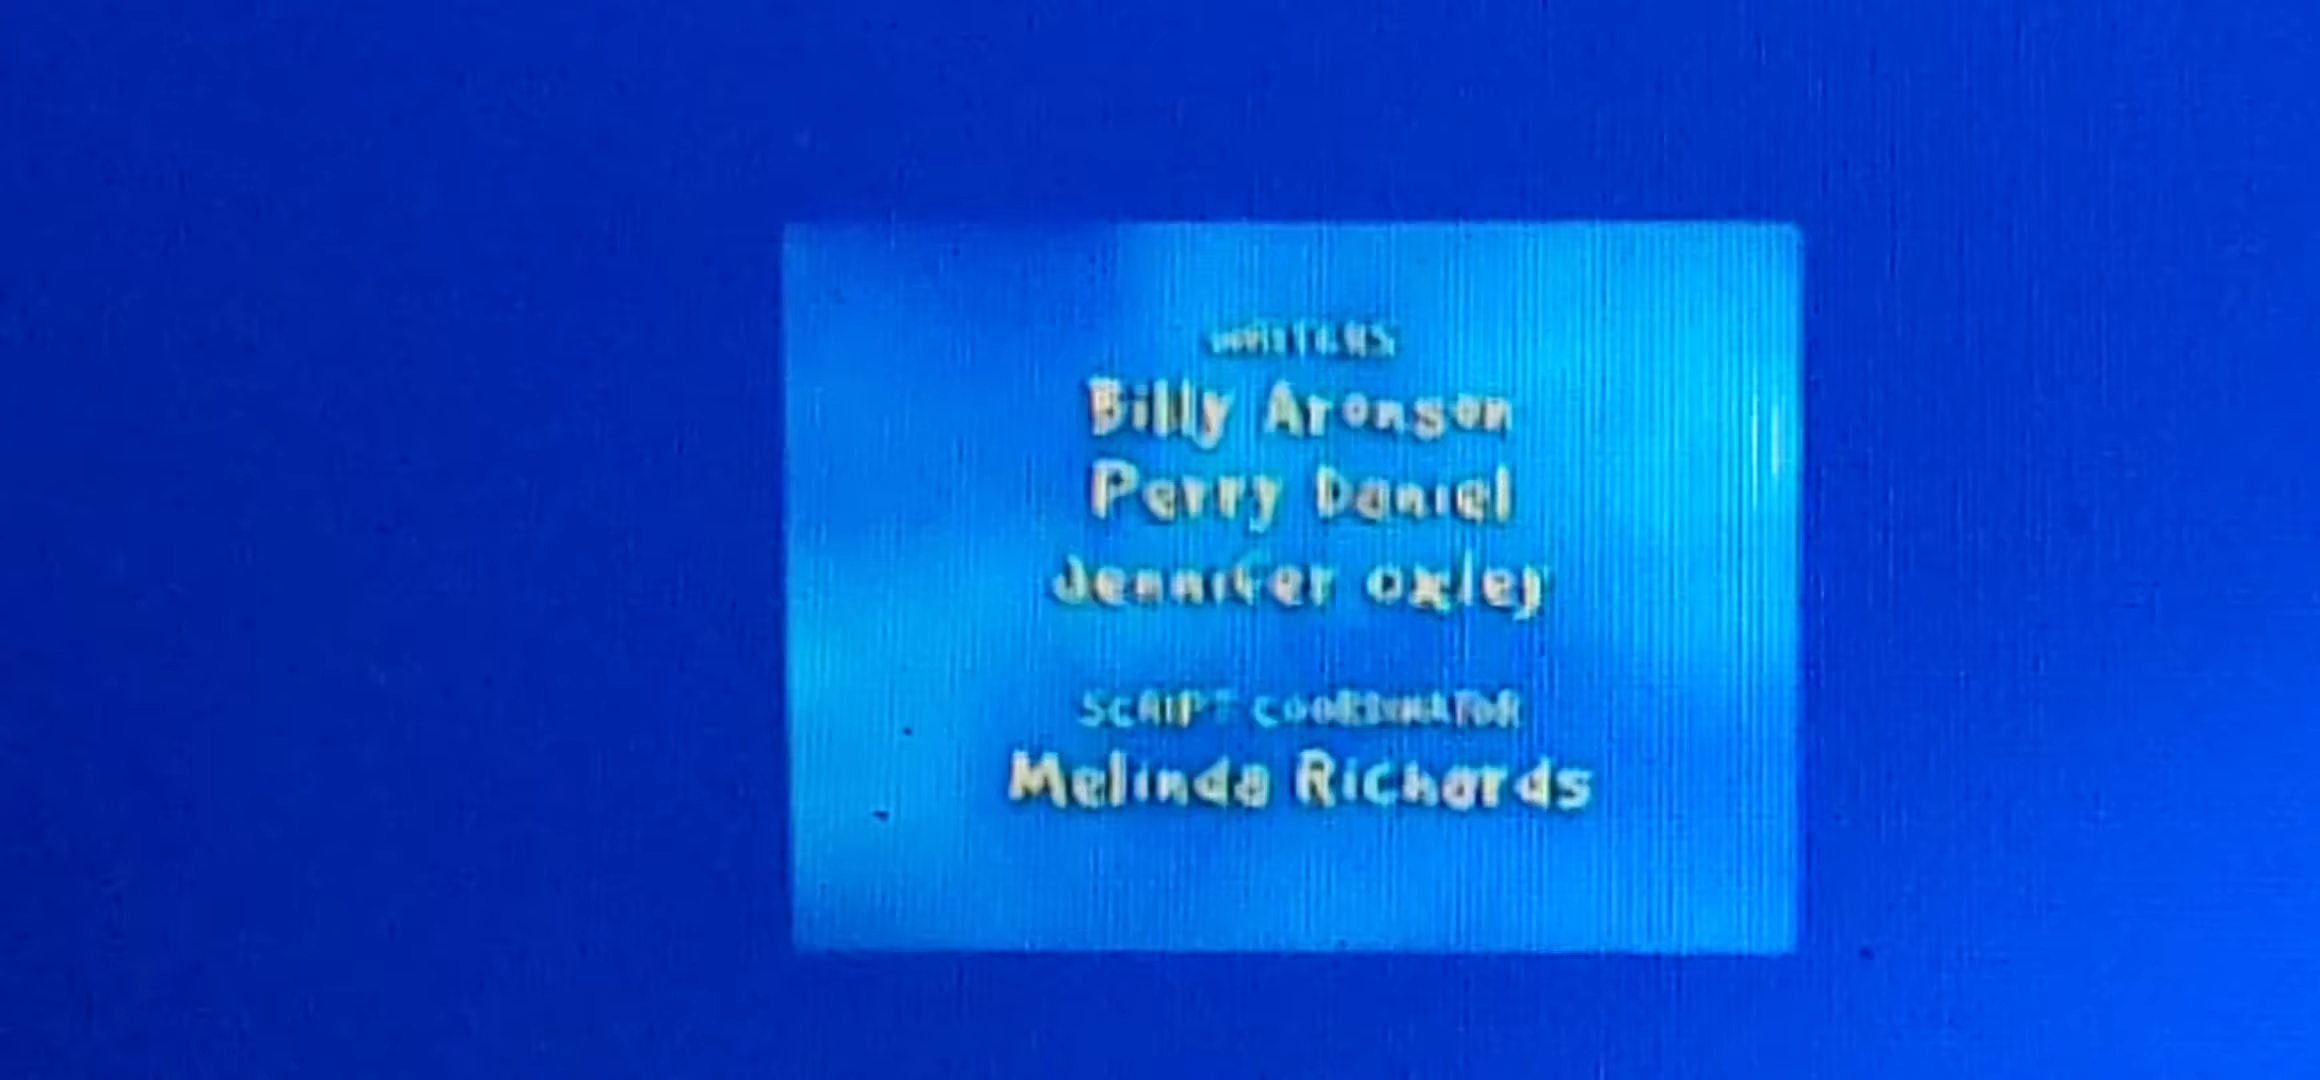 WRITERS
Billy Aronson
Perry Daniel
Jennifer Oxley
SCRIPT COORDINATOR
Melinda Richards